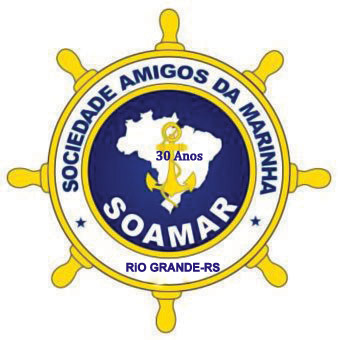 SOCIEDADE AMIGOS DA MARINHA
30 Anos
SOAMAR
RIO GRANDE-RS